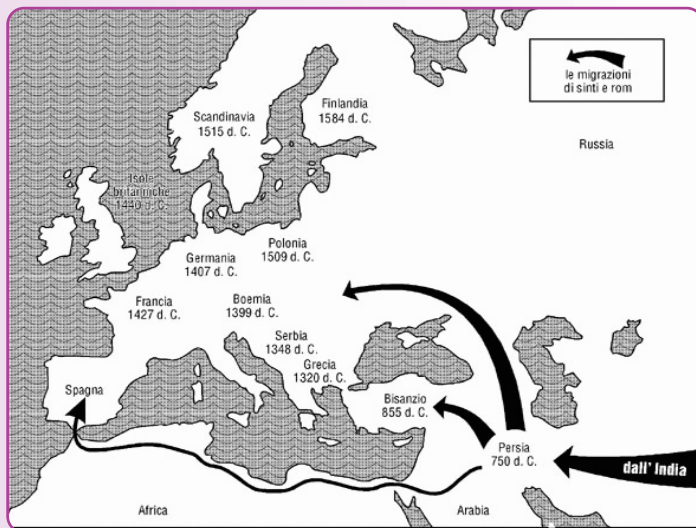 le migrazioni
di sinti e rom
Scandinavia
1515 d. C.
Finlandia
1584 d. C.
Russia
Isole
britanniche
1440 d. C.
Polonia
1509 d. C.
Germania
1407 d. C.
Francia
1427 d. C.
Boemia
1399 d. C.
Serbia
1348 d. C.
Grecia
1320 d. C.
Spagna
Bisanzio
855 d. C.
Persia
750 d. C.
dall' India
Africa
Arabia